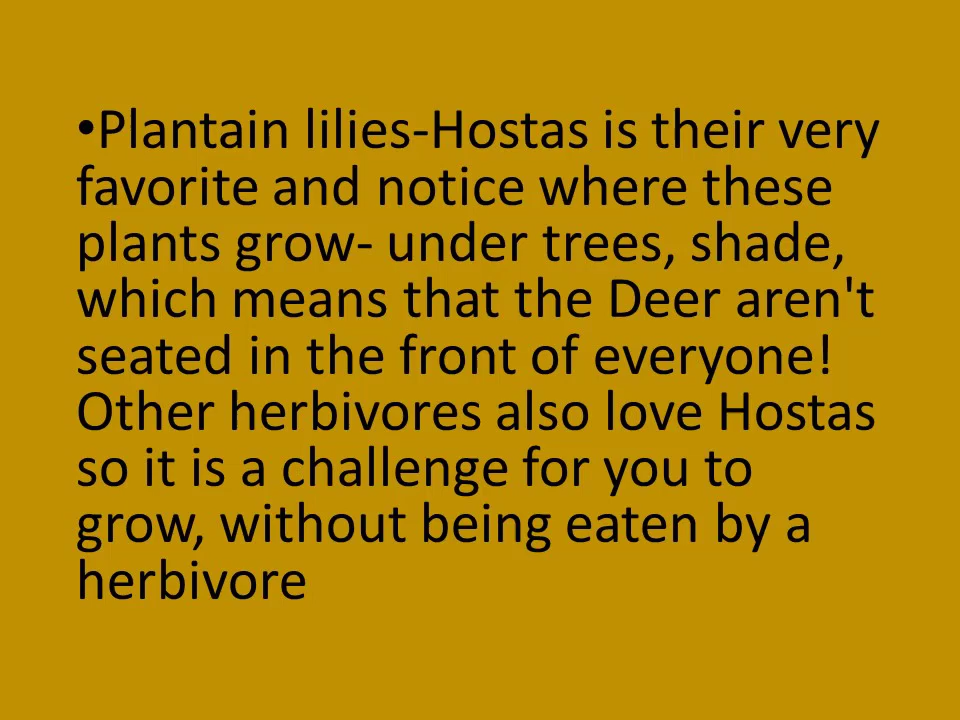 •Plantain lilies-Hostas is their very
favorite and notice where these
plants grow- under trees, shade,
which means that the Deer aren't
seated in the front of everyone!
Other herbivores also love Hostas
so it is a challenge for you to
grow, without being eaten by a
herbivore